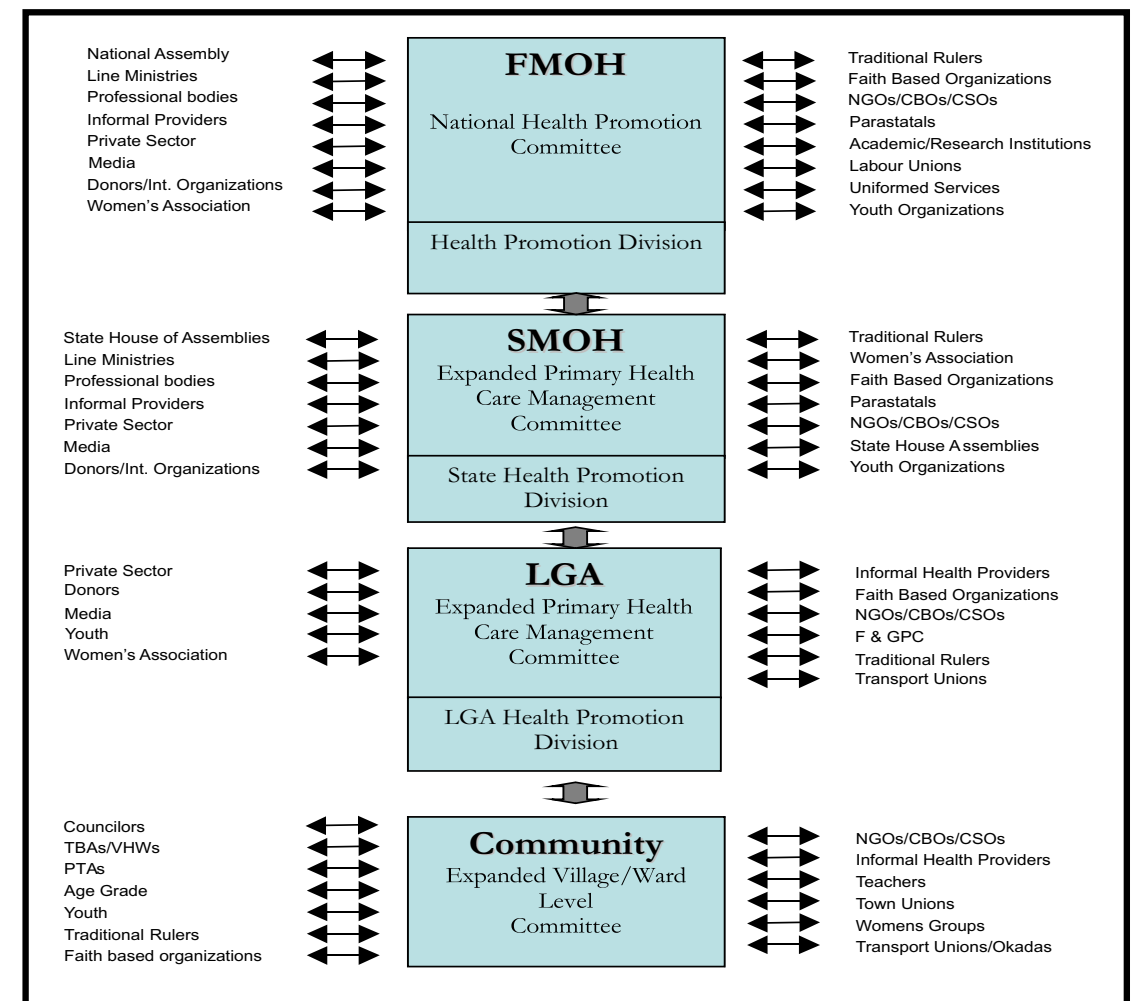 National Assembly
Line Ministries
Professional bodies
Informal Providers
Private Sector
Media
Donors/Int. Organizations
Women's Association
FMOH
National Health Promotion
Committee
Health Promotion Division
Traditional Rulers
Faith Based Organizations
NGOs/CBOs/CSOs
Parastatals
Academic/Research Institutions
Labour Unions
Uniformed Services
Youth Organizations
State House of Assemblies
Line Ministries
Professional bodies
Informal Providers
Private Sector
Media
Donors/Int. Organizations
SMOH
Expanded Primary Health
Care Management
Committee
State Health Promotion
Division
Traditional Rulers
Women's Association
Faith Based Organizations
Parastatals
NGOs/CBOs/CSOs
State House Assemblies
Youth Organizations
Private Sector
Donors
Media
Youth
Women's Association
LGA
Expanded Primary Health
Care Management
Committee
LGA Health Promotion
Division
Informal Health Providers
Faith Based Organizations
NGOs/CBOs/CSOs
F & GPC
Traditional Rulers
Transport Unions
Councilors
TBAs/VHWs
PTAs
Age Grade
Youth
Traditional Rulers
Faith based organizations
Community
Expanded Village/Ward
Level
Committee
NGOs/CBOs/CSOs
Informal Health Providers
Teachers
Town Unions
Womens Groups
Transport Unions/Okadas